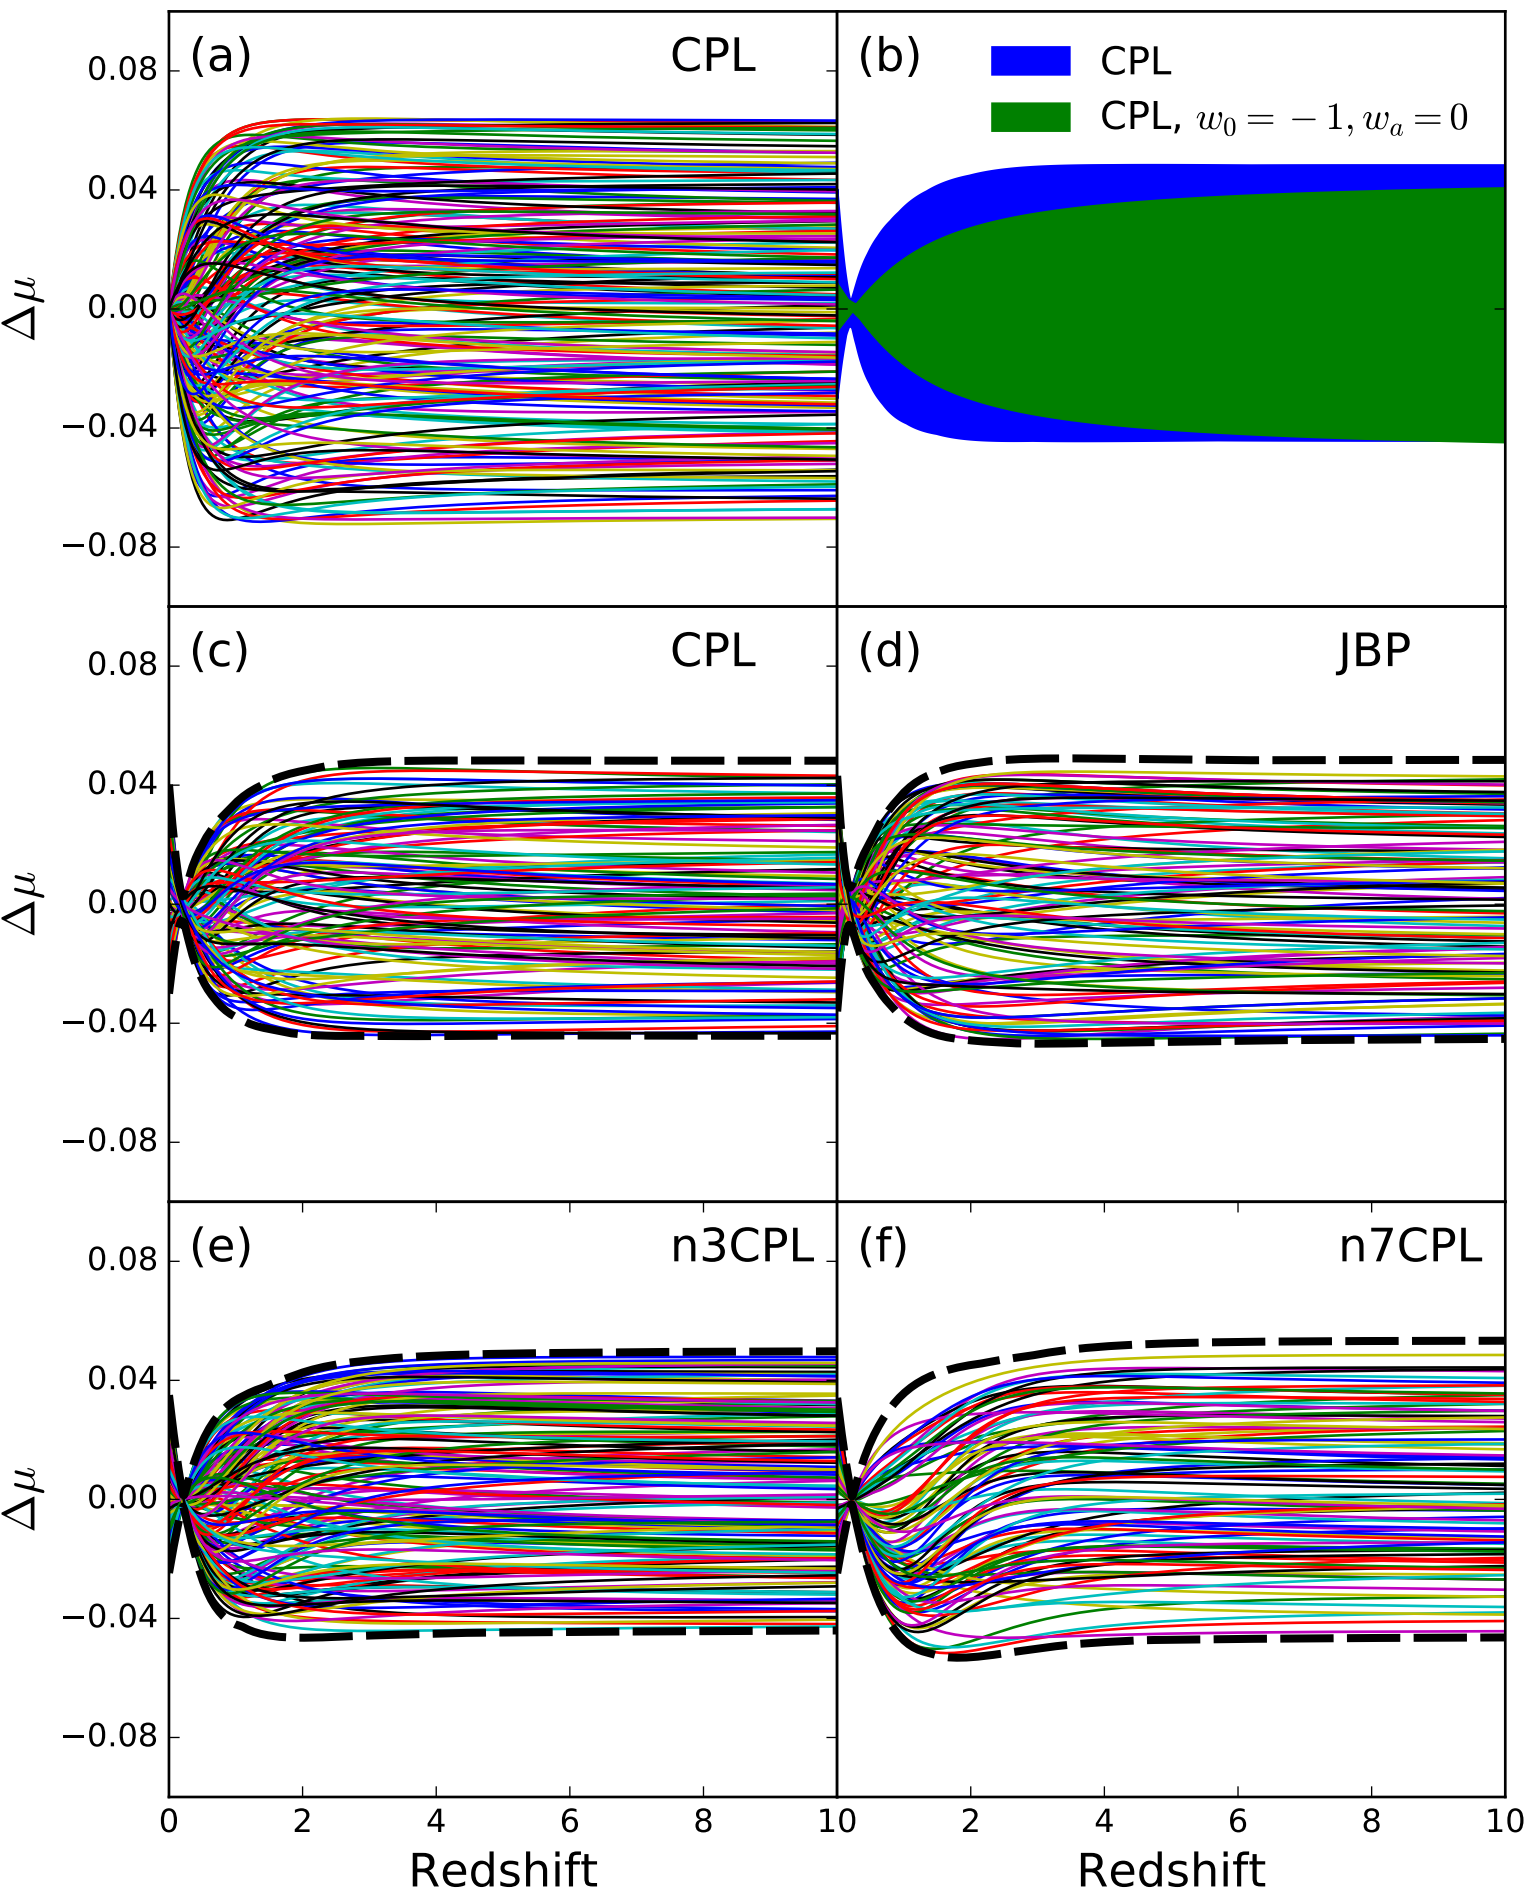 (a) CPL
0.08
0.04
0.00
−0.04
−0.08
Δμ
(b)
CPL
CPL, w₀ = −1, wₐ = 0
(c) CPL
0.08
0.04
0.00
−0.04
−0.08
Δμ
(d) JBP
(e) n3CPL
0.08
0.04
0.00
−0.04
−0.08
Δμ
(f) n7CPL
0 2 4 6 8 10
2 4 6 8 10
Redshift
Redshift